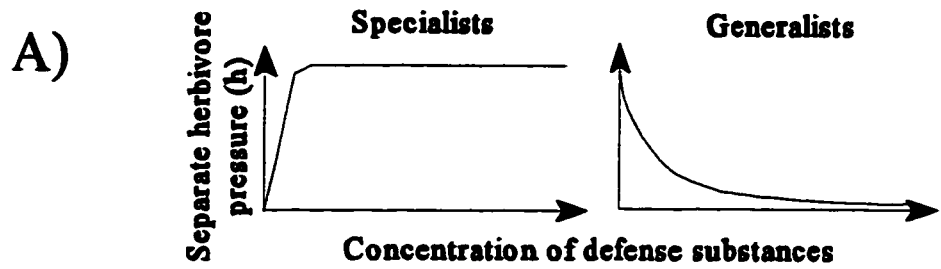 A)
Specialists
Generalists
Separate herbivore
pressure (h)
Concentration of defense substances